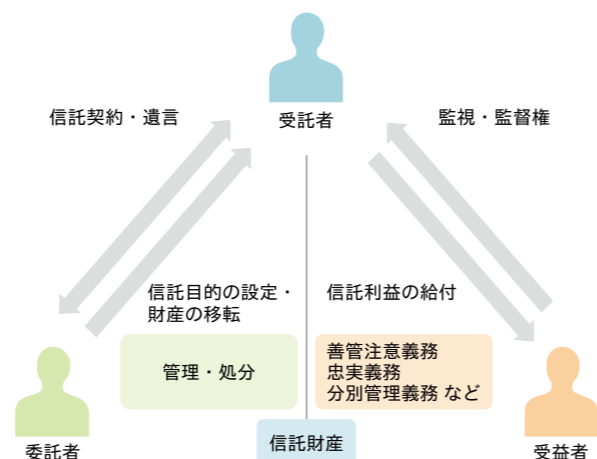 受託者
信託契約・遺言
監視・監督権
信託目的の設定・
財産の移転
信託利益の給付
管理・処分
善管注意義務
忠実義務
分別管理義務 など
信託財産
委託者
受益者